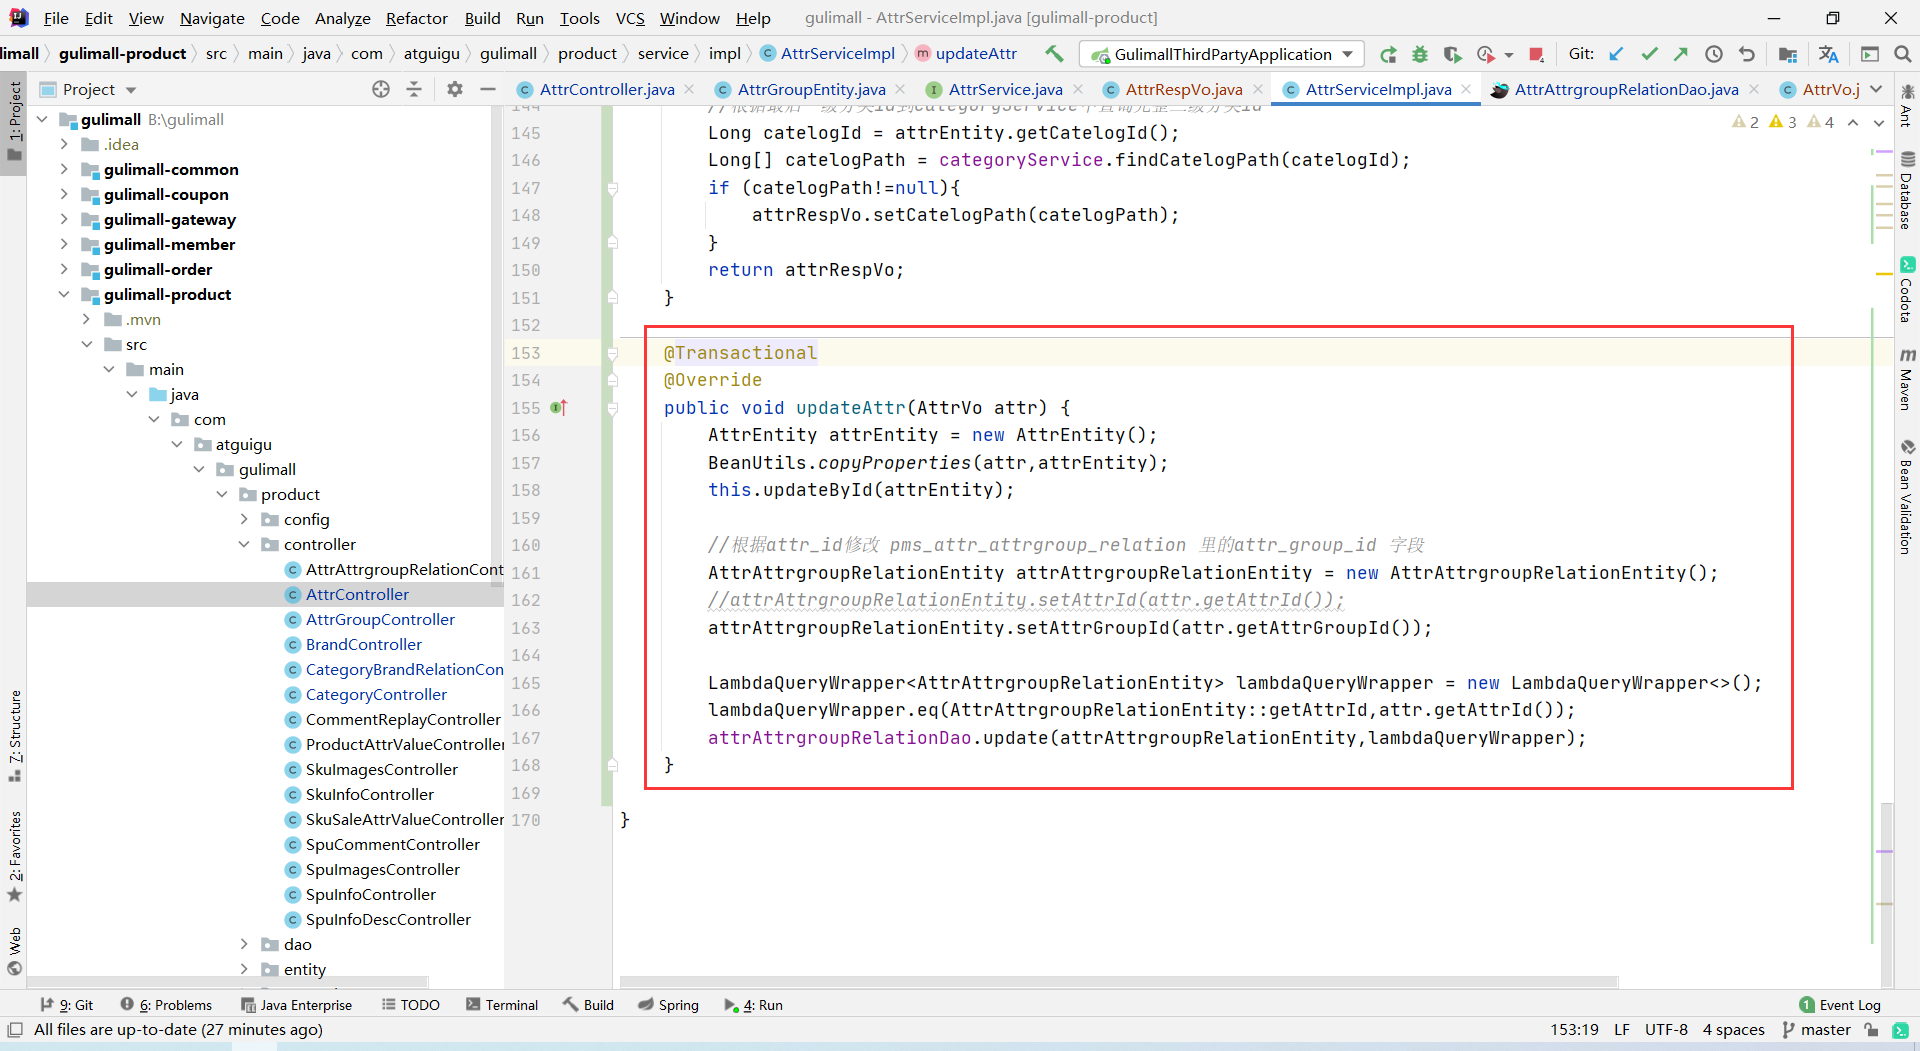 File Edit View Navigate Code Analyze Refactor Build Run Tools VCS Window Help gulimall - AttrServiceImpl.java [gulimall-product]
imall gulimall-product src main java com atguigu gulimall product service impl AttrServiceImpl updateAttr GulimallThirdPartyApplication Git:
Project AttrController.java AttrGroupEntity.java AttrService.java AttrRespVo.java AttrServiceImpl.java AttrAttrgroupRelationDao.java AttrVo.j
1: Project
7: Structure
2: Favorites
Web
gulimall B:\gulimall
.idea
gulimall-common
gulimall-coupon
gulimall-gateway
gulimall-member
gulimall-order
gulimall-product
.mvn
src
main
java
com
atguigu
gulimall
product
config
controller
AttrAttrgroupRelationCont
AttrController
AttrGroupController
BrandController
CategoryBrandRelationCon
CategoryController
CommentReplayController
ProductAttrValueController
SkuImagesController
SkuInfoController
SkuSaleAttrValueController
SpuCommentController
SpuImagesController
SpuInfoController
SpuInfoDescController
dao
entity
2 3 4
145 Long catelogId = attrEntity.getCatelogId();
146 Long[] catelogPath = categoryService.findCatelogPath(catelogId);
147 if (catelogPath!=null){
148 attrRespVo.setCatelogPath(catelogPath);
149 }
150 return attrRespVo;
151 }
152
153 @Transactional
154 @Override
155 public void updateAttr(AttrVo attr) {
156 AttrEntity attrEntity = new AttrEntity();
157 BeanUtils.copyProperties(attr,attrEntity);
158 this.updateById(attrEntity);
159
160 //根据attr_id修改 pms_attr_attrgroup_relation 里的attr_group_id 字段
161 AttrAttrgroupRelationEntity attrAttrgroupRelationEntity = new AttrAttrgroupRelationEntity();
162 //attrAttrgroupRelationEntity.setAttrId(attr.getAttrId());
163 attrAttrgroupRelationEntity.setAttrGroupId(attr.getAttrGroupId());
164
165 LambdaQueryWrapper<AttrAttrgroupRelationEntity> lambdaQueryWrapper = new LambdaQueryWrapper<>();
166 lambdaQueryWrapper.eq(AttrAttrgroupRelationEntity::getAttrId,attr.getAttrId());
167 attrAttrgroupRelationDao.update(attrAttrgroupRelationEntity,lambdaQueryWrapper);
168 }
169
170 }
Ant
Database
Codota
Maven
Bean Validation
9: Git 6: Problems Java Enterprise TODO Terminal Build Spring 4: Run 1 Event Log
All files are up-to-date (27 minutes ago) 153:19 LF UTF-8 4 spaces master